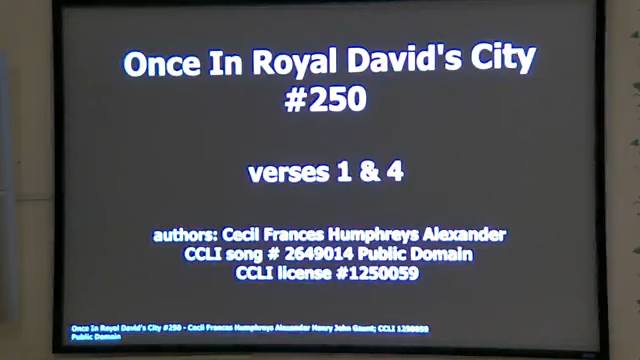 Once In Royal David's City
#250
verses 1 & 4
authors: Cecil Frances Humphreys Alexander
CCLI song # 2649014 Public Domain
CCLI license #1250059
Once In Royal David's City #250 - Cecil Frances Humphreys Alexander Henry John Gaunt; CCLI 1250059
Public Domain